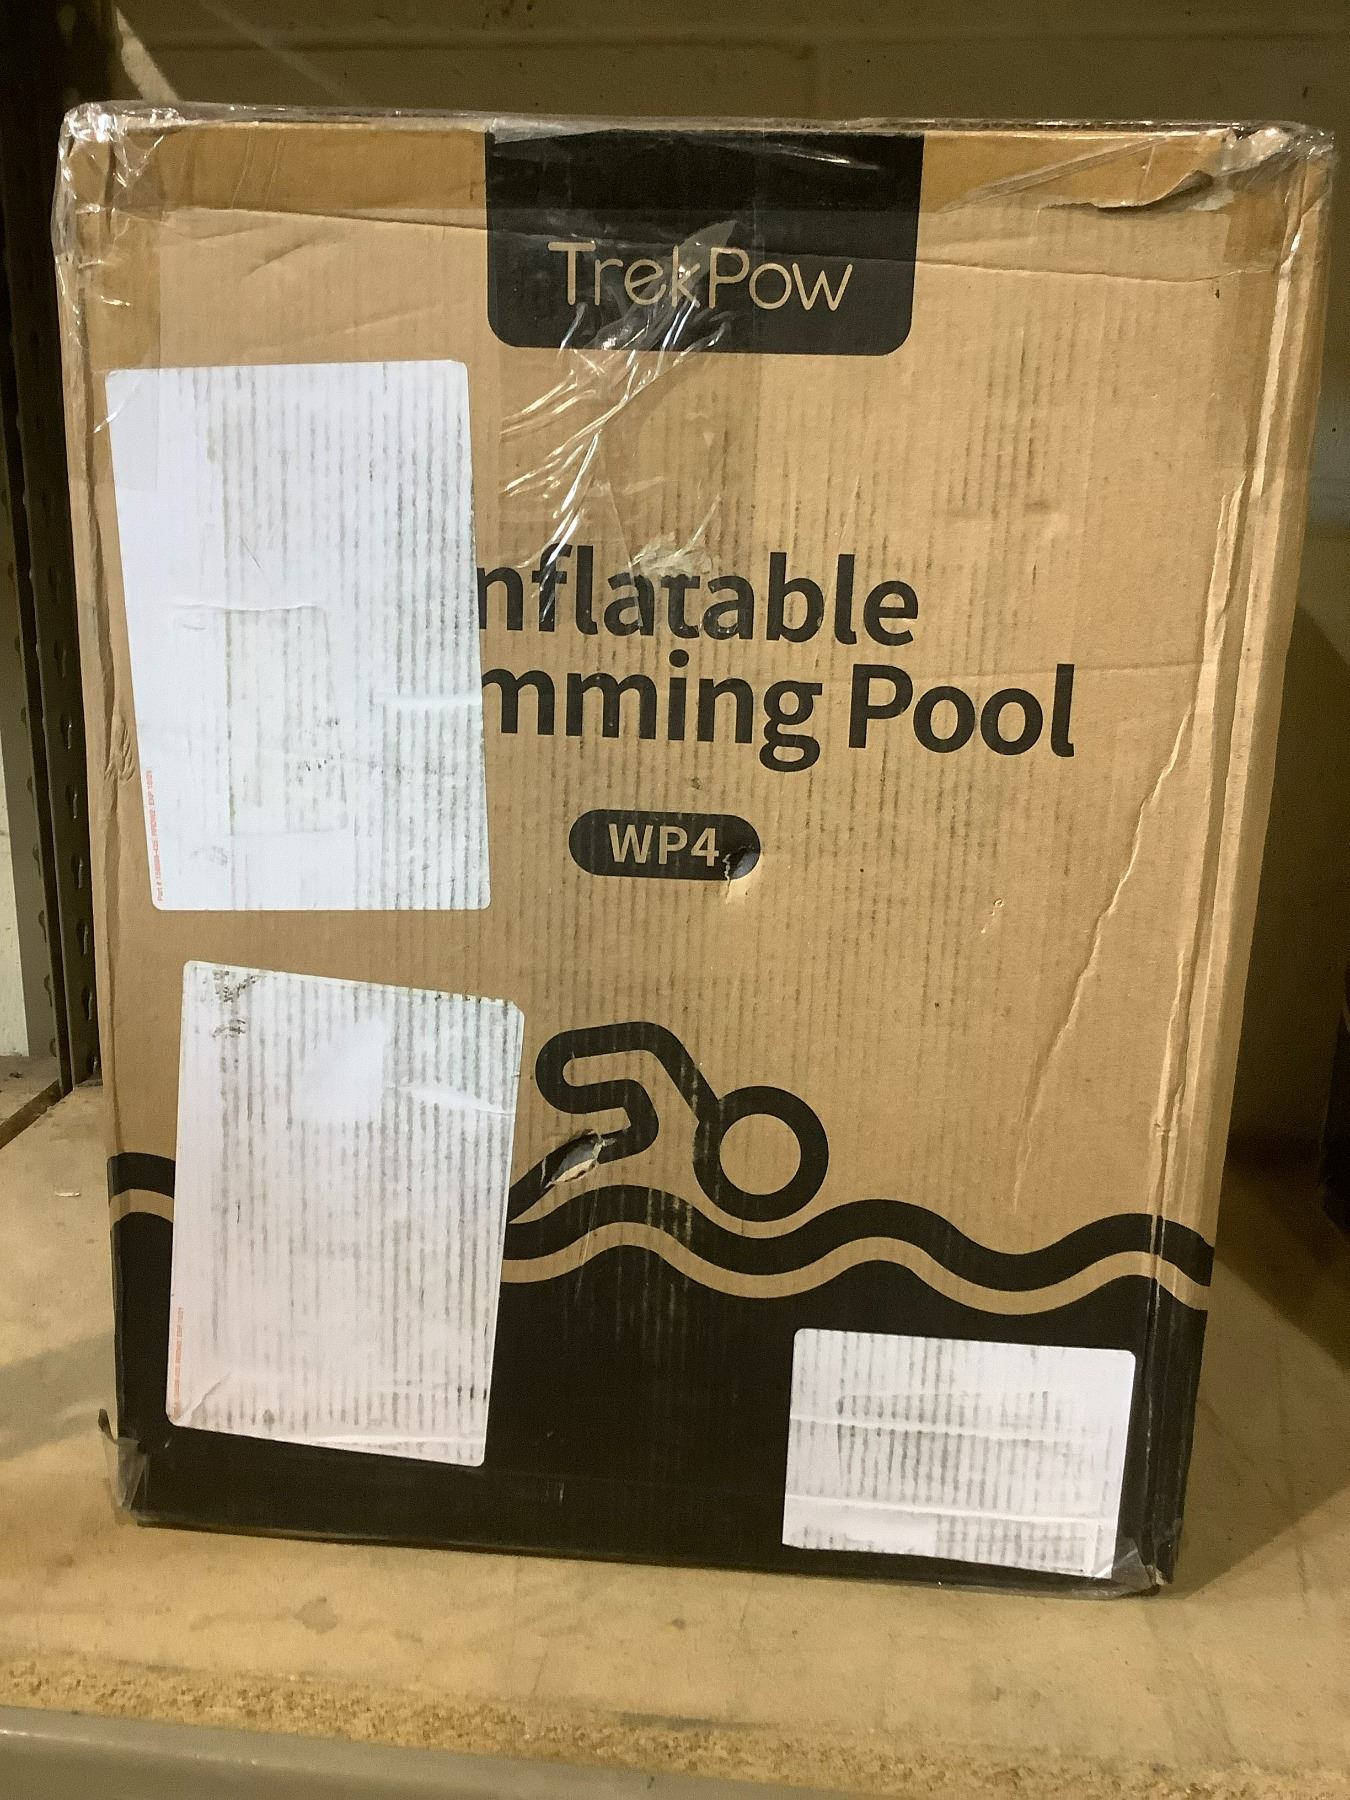 TrekPow
nflatable
mming Pool
WP4